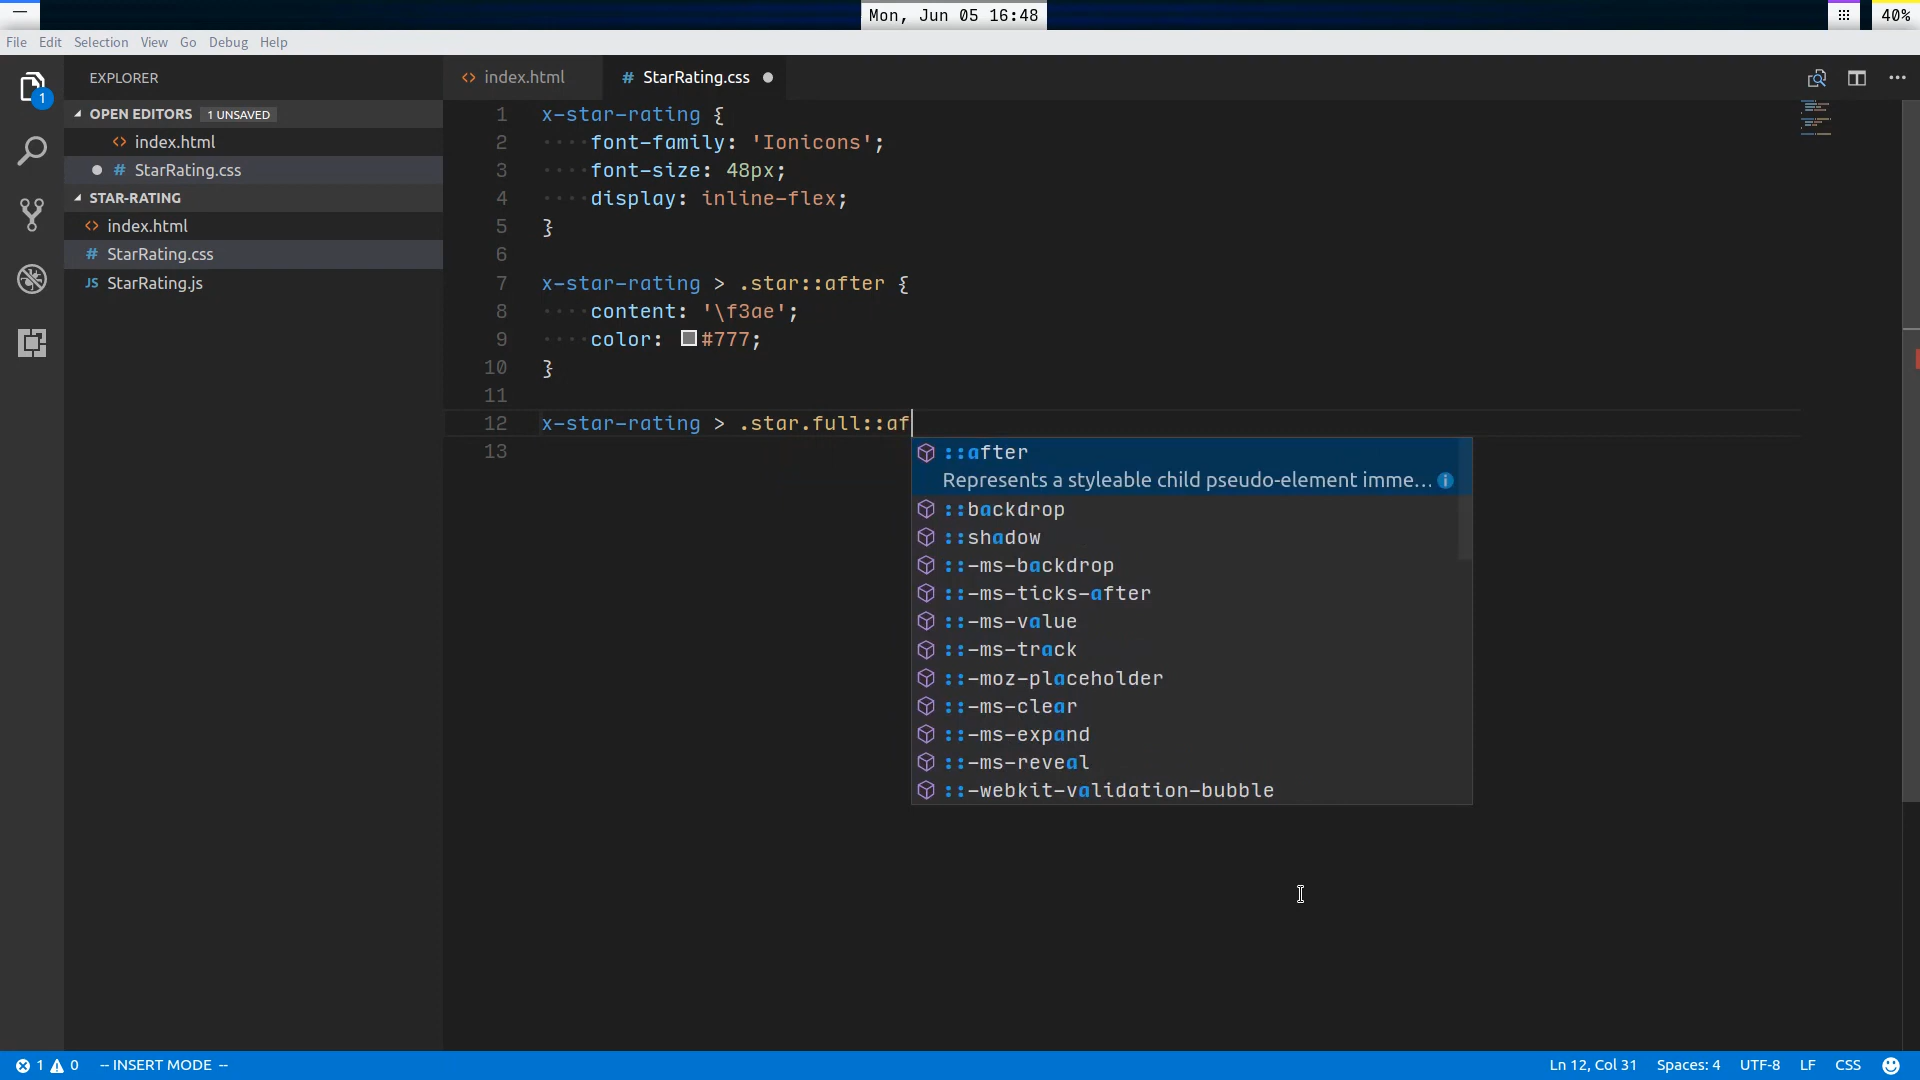 Mon, Jun 05 16:48
40%
File Edit Selection View Go Debug Help
EXPLORER
OPEN EDITORS 1 UNSAVED
index.html
# StarRating.css
STAR-RATING
index.html
# StarRating.css
JS StarRating.js
1
index.html
# StarRating.css
1 x-star-rating {
2 font-family: 'Ionicons';
3 font-size: 48px;
4 display: inline-flex;
5 }
6
7 x-star-rating > .star::after {
8 content: '\f3ae';
9 color: #777;
10 }
11
12 x-star-rating > .star.full::af
13
::after
Represents a styleable child pseudo-element imme...
::backdrop
::shadow
::-ms-backdrop
::-ms-ticks-after
::-ms-value
::-ms-track
::-moz-placeholder
::-ms-clear
::-ms-expand
::-ms-reveal
::-webkit-validation-bubble
1 0 -- INSERT MODE --
Ln 12, Col 31 Spaces: 4 UTF-8 LF CSS